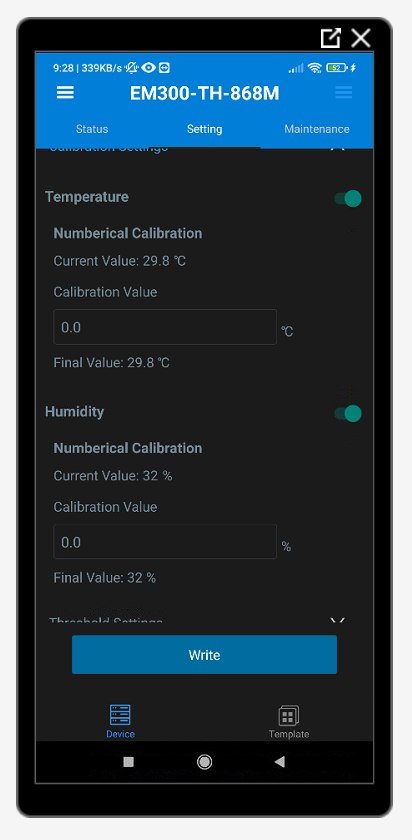 9:28 | 339KB/s
52
EM300-TH-868M
Status
Setting
Maintenance
Calibration Settings
Temperature
Numberical Calibration
Current Value: 29.8 ℃
Calibration Value
0.0
℃
Final Value: 29.8 ℃
Humidity
Numberical Calibration
Current Value: 32 %
Calibration Value
0.0
%
Final Value: 32 %
Threshold Settings
Write
Device
Template